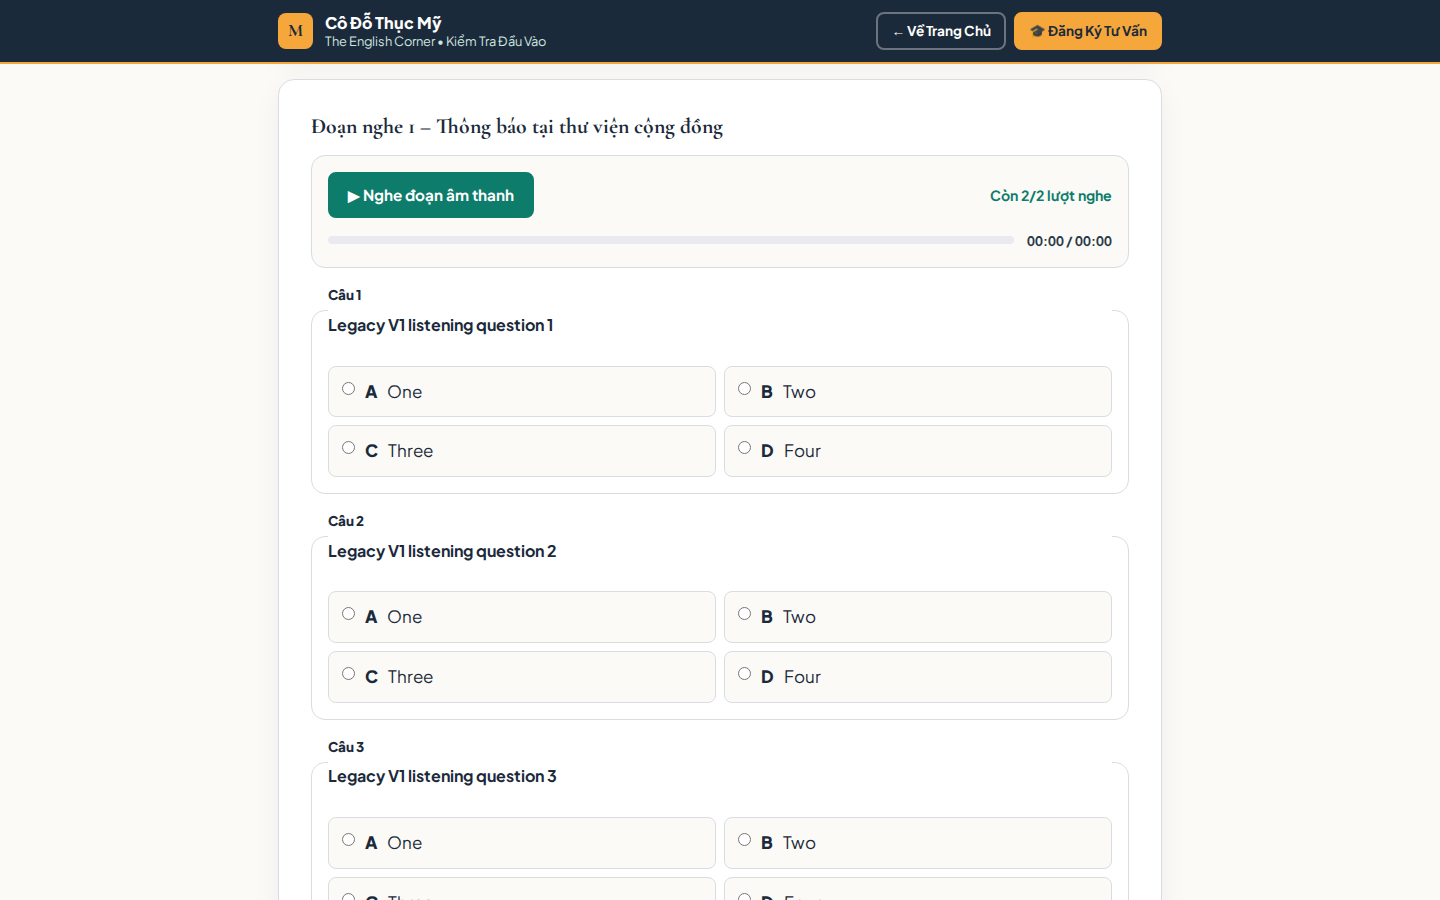 M
Cô Đỗ Thục Mỹ
The English Corner • Kiểm Tra Đầu Vào
← Về Trang Chủ
🎓 Đăng Ký Tư Vấn
Đoạn nghe 1 – Thông báo tại thư viện cộng đồng
▶ Nghe đoạn âm thanh
Còn 2/2 lượt nghe
00:00 / 00:00
Câu 1
Legacy V1 listening question 1
A One
B Two
C Three
D Four
Câu 2
Legacy V1 listening question 2
A One
B Two
C Three
D Four
Câu 3
Legacy V1 listening question 3
A One
B Two